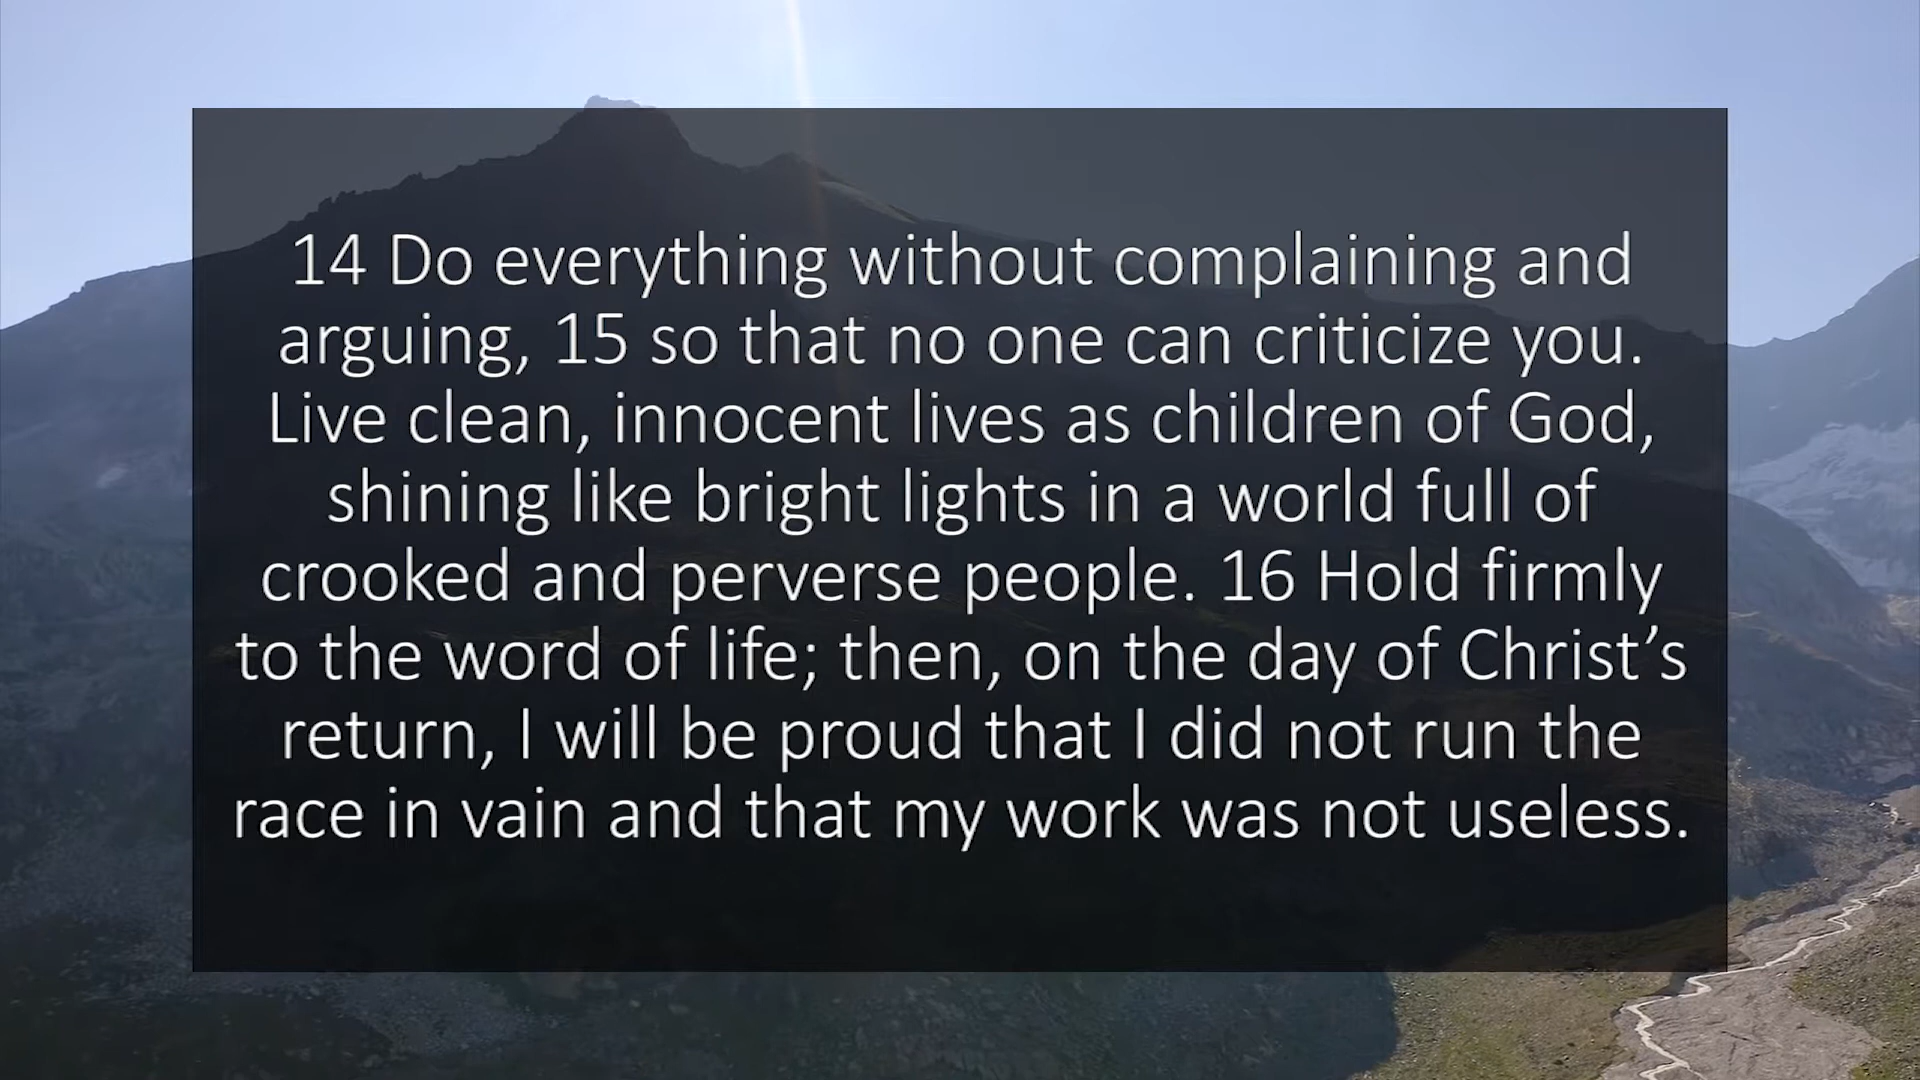 14 Do everything without complaining and
arguing, 15 so that no one can criticize you.
Live clean, innocent lives as children of God,
shining like bright lights in a world full of
crooked and perverse people. 16 Hold firmly
to the word of life; then, on the day of Christ’s
return, I will be proud that I did not run the
race in vain and that my work was not useless.